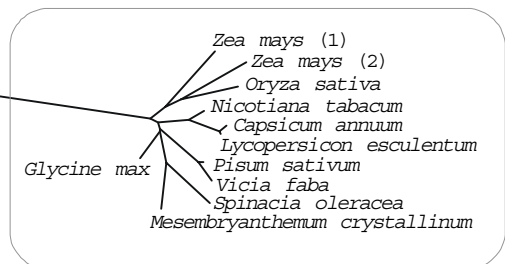 Zea mays (1)
Zea mays (2)
Oryza sativa
Nicotiana tabacum
Capsicum annuum
Lycopersicon esculentum
Glycine max
Pisum sativum
Vicia faba
Spinacia oleracea
Mesembryanthemum crystallinum